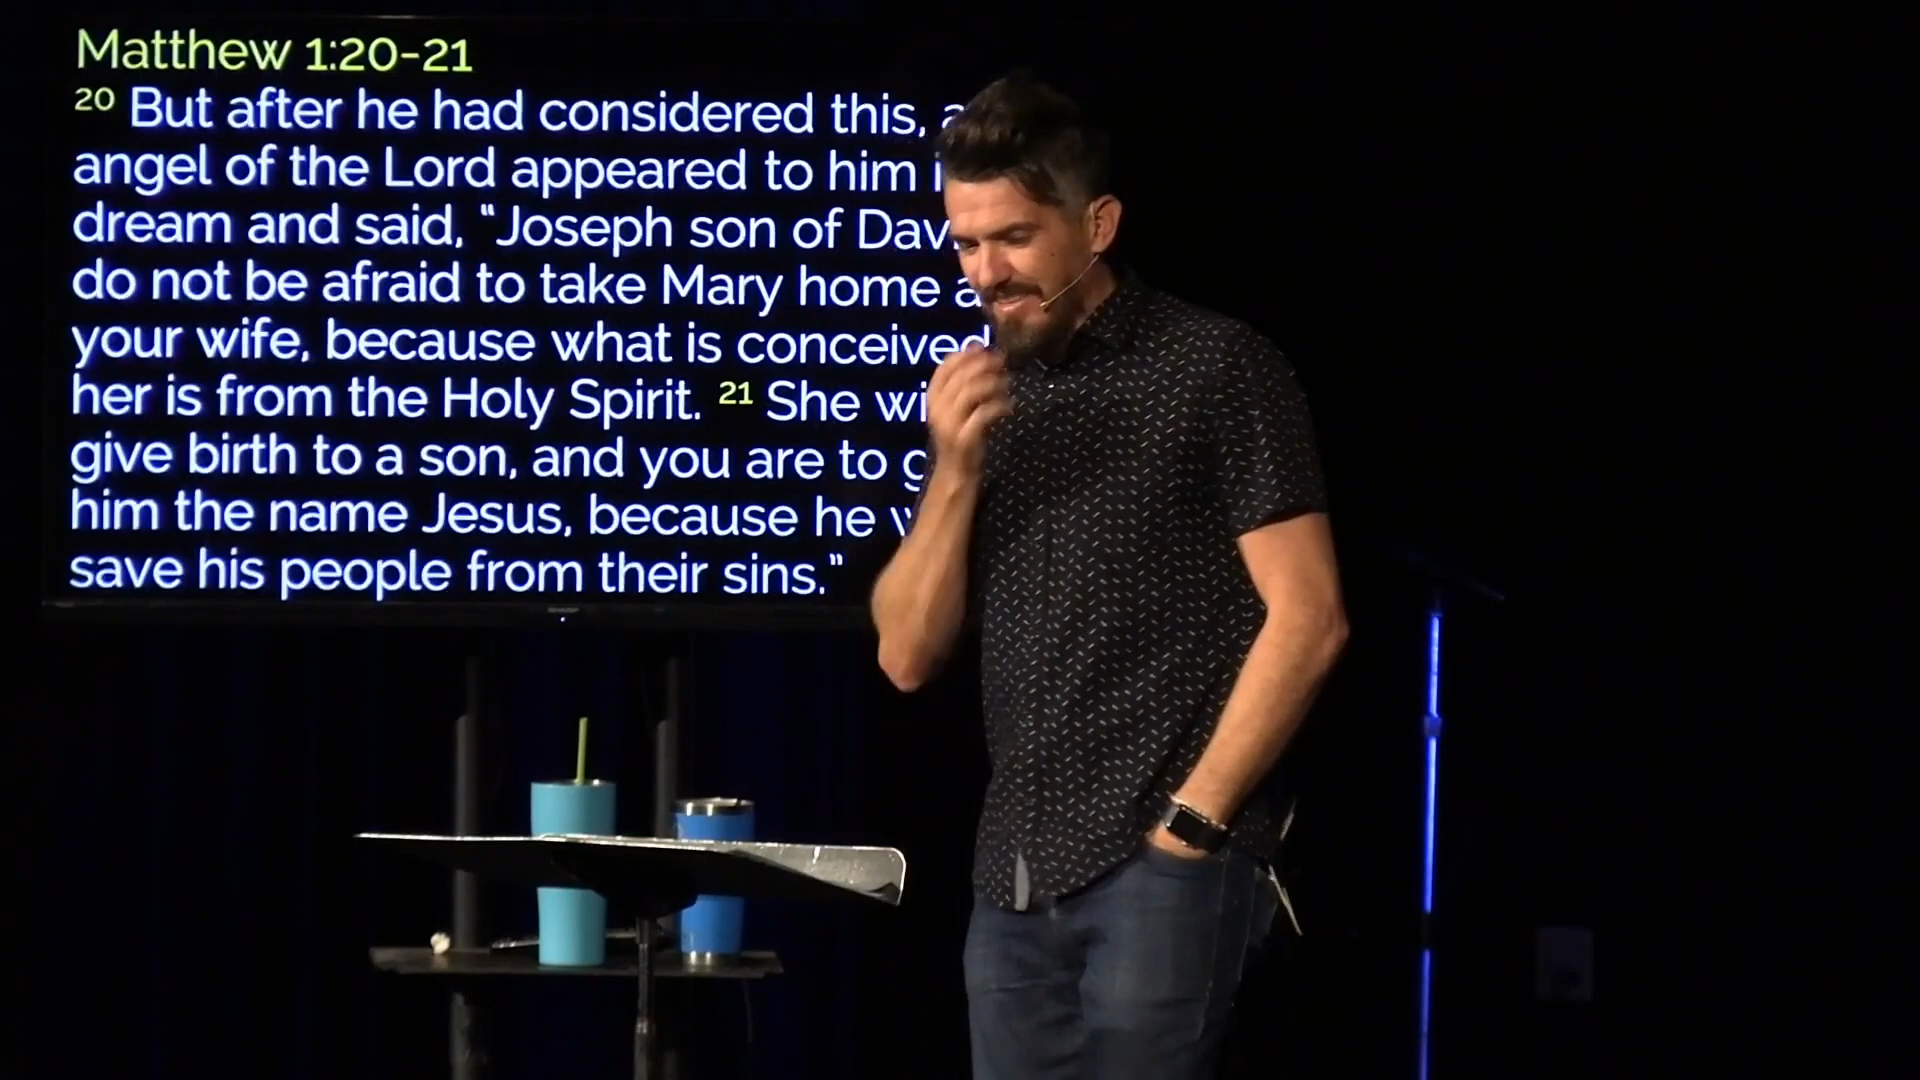 Matthew 1:20-21
20 But after he had considered this, a
angel of the Lord appeared to him i
dream and said, “Joseph son of Dav
do not be afraid to take Mary home a
your wife, because what is conceived
her is from the Holy Spirit. 21 She wi
give birth to a son, and you are to g
him the name Jesus, because he w
save his people from their sins.”